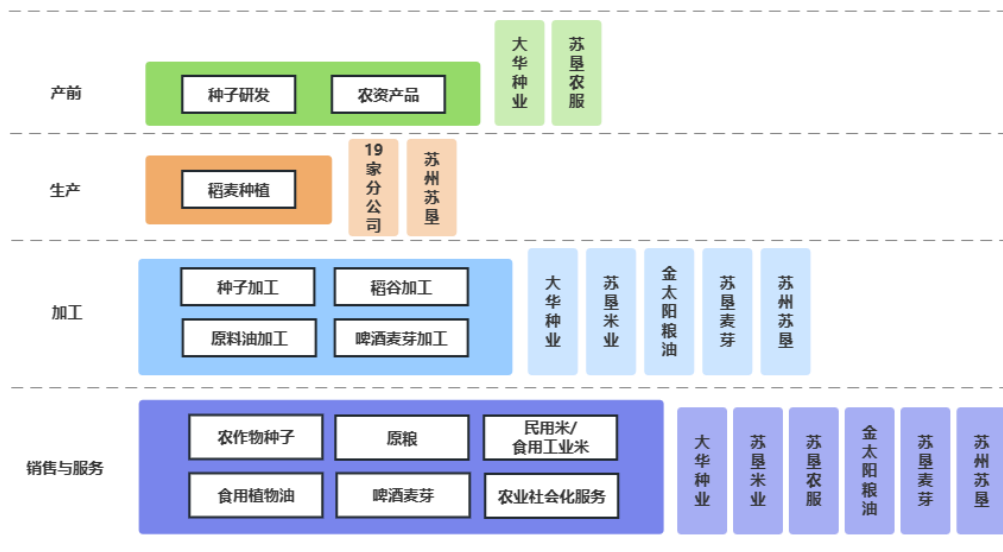 产前
种子研发
农资产品
大华种业
苏垦农服
生产
稻麦种植
19家分公司
苏州苏垦
加工
种子加工
稻谷加工
原料油加工
啤酒麦芽加工
大华种业
苏垦米业
金太阳粮油
苏垦麦芽
苏州苏垦
销售与服务
农作物种子
原粮
民用米/
食用工业米
食用植物油
啤酒麦芽
农业社会化服务
大华种业
苏垦米业
苏垦农服
金太阳粮油
苏垦麦芽
苏州苏垦